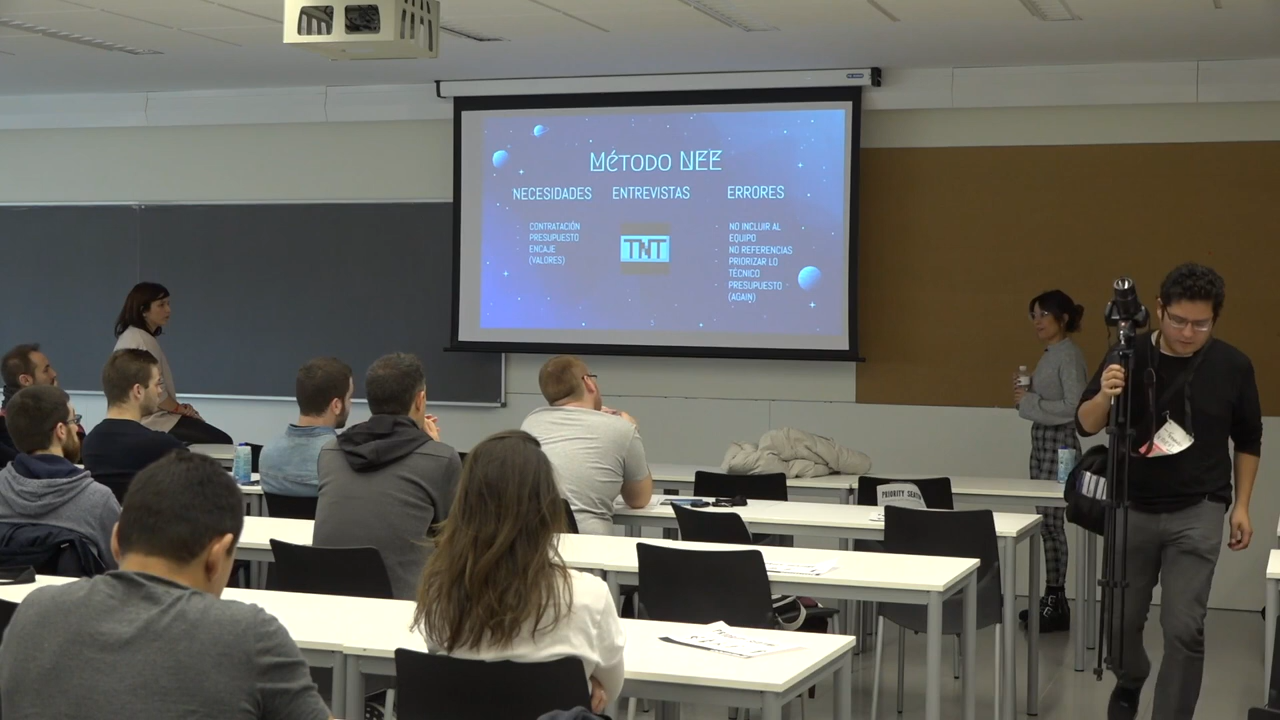 MÉTODO NEE
NECESIDADES
CONTRATACIÓN
PRESUPUESTO
ENCAJE
(VALORES)
ENTREVISTAS
TNT
ERRORES
NO INCLUIR AL
EQUIPO
NO REFERENCIAS
PRIORIZAR LO
TÉCNICO
PRESUPUESTO
(AGAIN)
PRIORITY SEATING